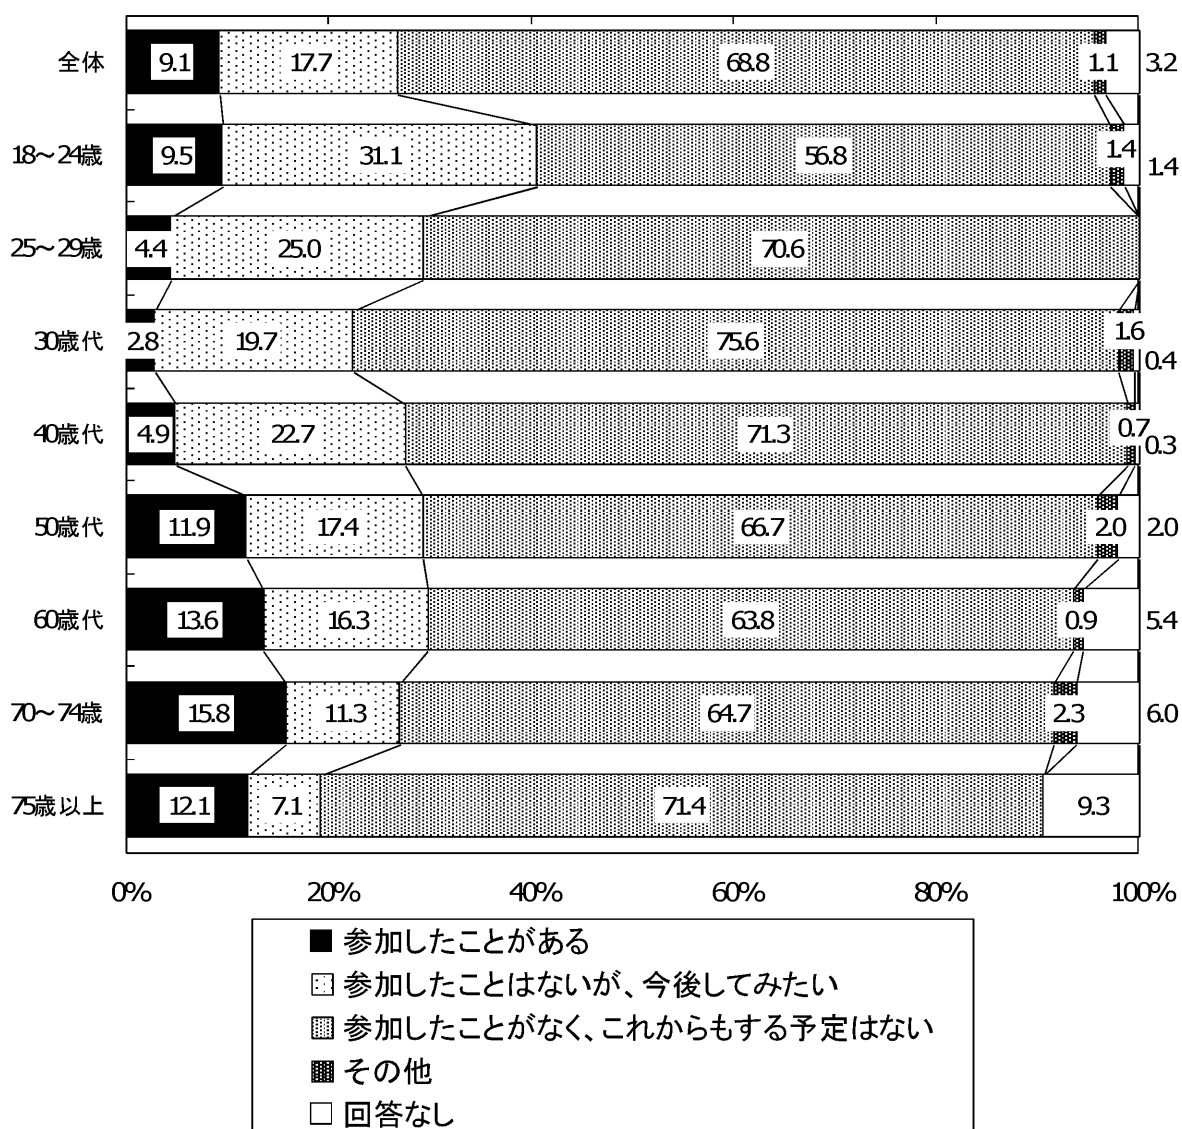 全体 9.1 17.7 68.8 1.1 3.2
18～24歳 9.5 31.1 56.8 1.4 1.4
25～29歳 4.4 25.0 70.6
30歳代 2.8 19.7 75.6 1.6 0.4
40歳代 4.9 22.7 71.3 0.7 0.3
50歳代 11.9 17.4 66.7 2.0 2.0
60歳代 13.6 16.3 63.8 0.9 5.4
70～74歳 15.8 11.3 64.7 2.3 6.0
75歳以上 12.1 7.1 71.4 9.3
0% 20% 40% 60% 80% 100%
参加したことがある
参加したことはないが、今後してみたい
参加したことがなく、これからもする予定はない
その他
回答なし